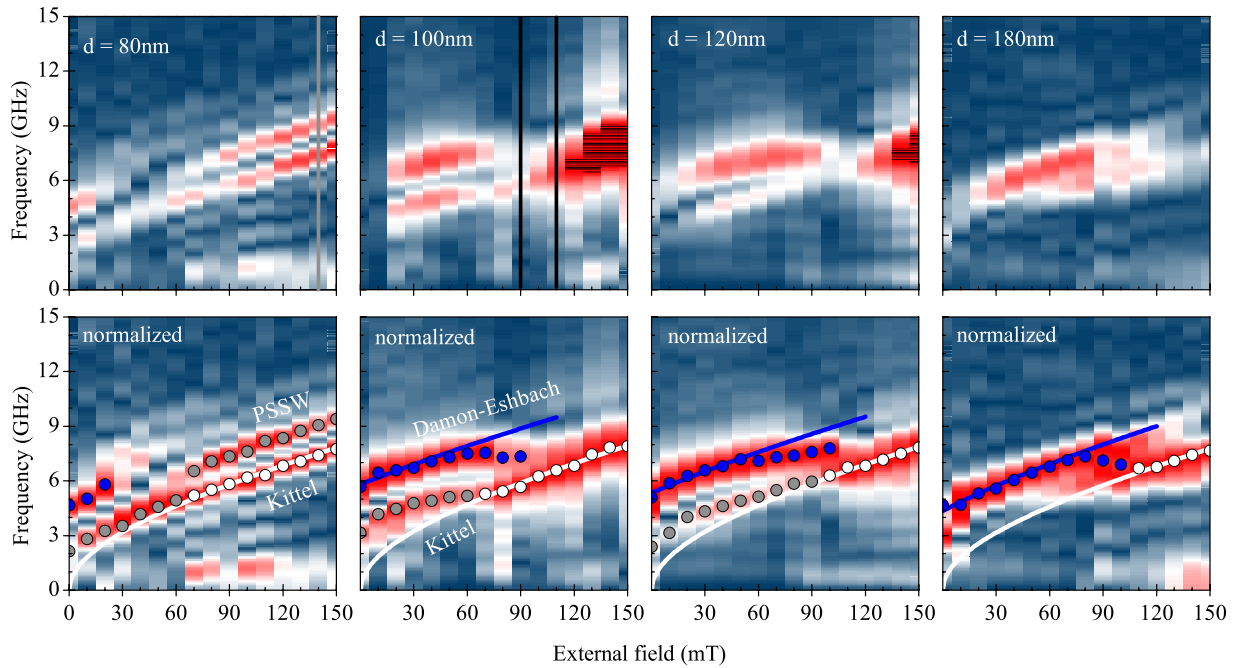 15
12
9
6
3
0
Frequency (GHz)
d = 80nm
d = 100nm
d = 120nm
d = 180nm
15
12
9
6
3
0
Frequency (GHz)
normalized
PSSW
Kittel
normalized
Damon-Eshbach
Kittel
normalized
normalized
0 30 60 90 120 150
30 60 90 120 150
30 60 90 120 150
30 60 90 120 150
External field (mT)